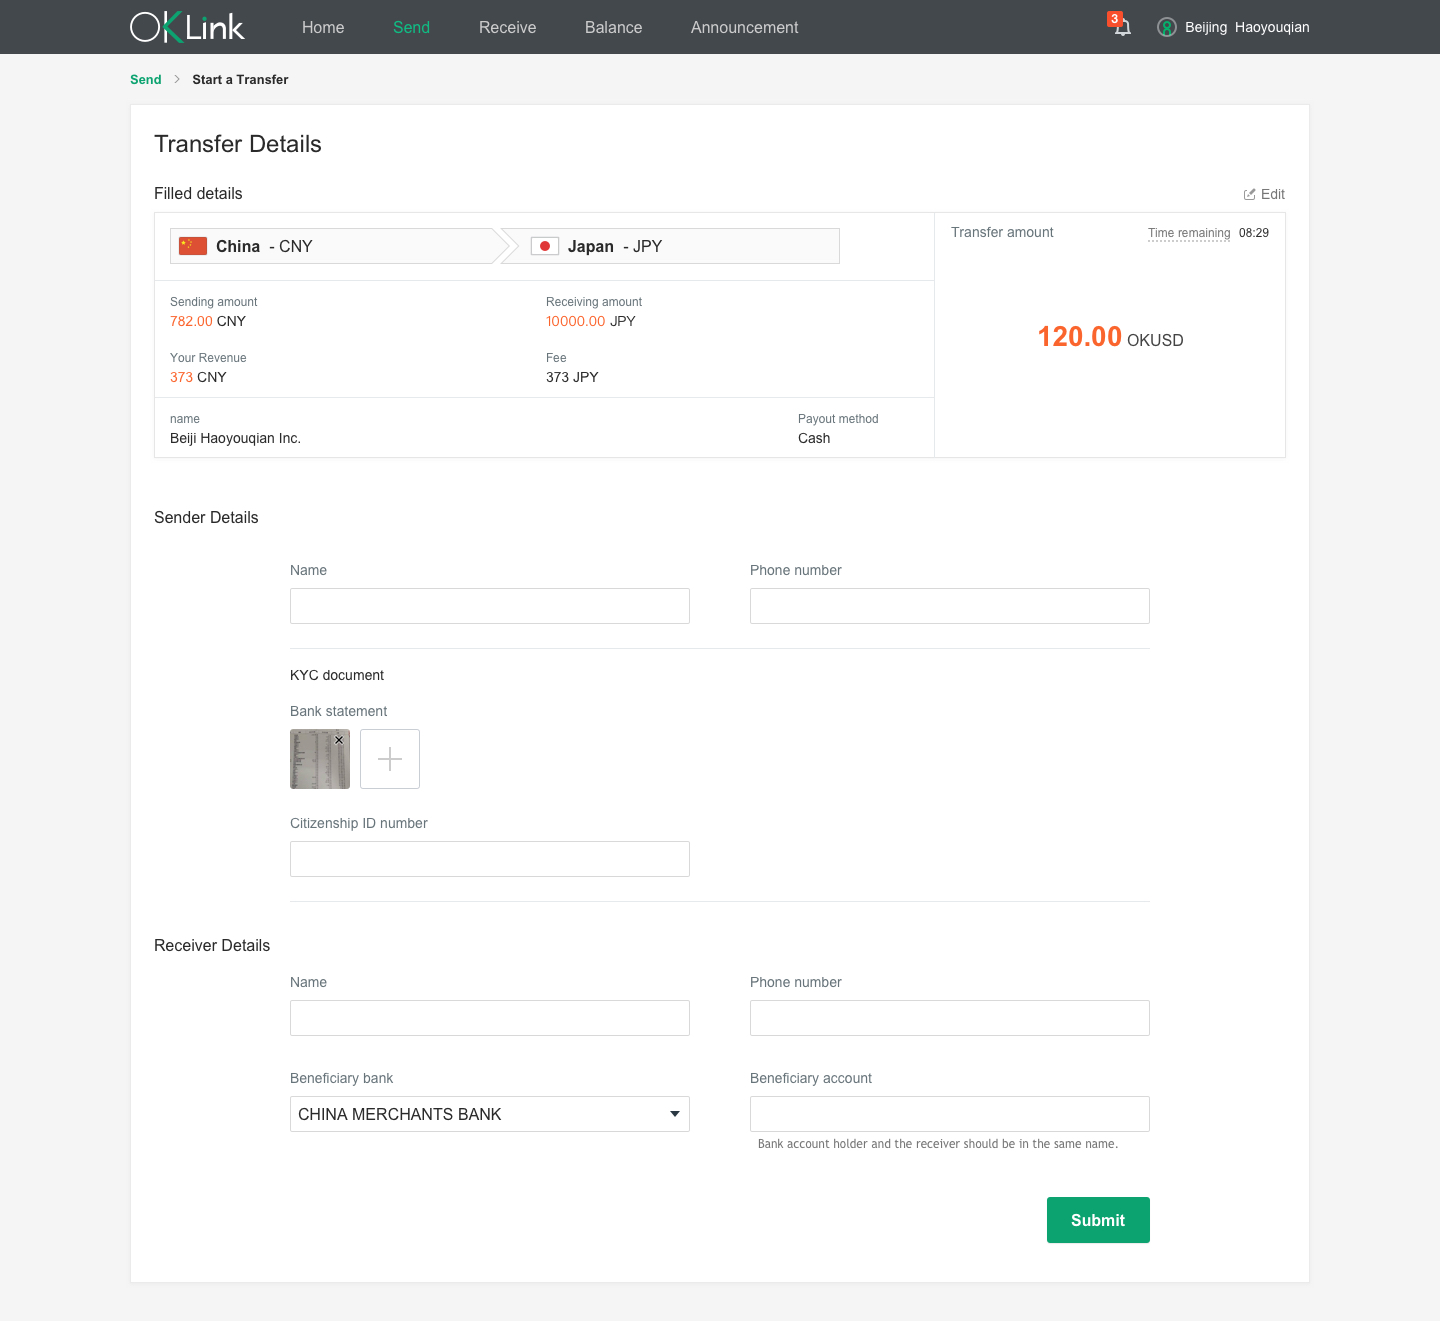 OKLink Home Send Receive Balance Announcement 3 Beijing Haoyouqian
Send Start a Transfer
Transfer Details
Filled details Edit
China - CNY Japan - JPY
Transfer amount Time remaining 08:29
Sending amount Receiving amount
782.00 CNY 10000.00 JPY
120.00 OKUSD
Your Revenue Fee
373 CNY 373 JPY
name Payout method
Beiji Haoyouqian Inc. Cash
Sender Details
Name Phone number
KYC document
Bank statement
Citizenship ID number
Receiver Details
Name Phone number
Beneficiary bank Beneficiary account
CHINA MERCHANTS BANK
Bank account holder and the receiver should be in the same name.
Submit